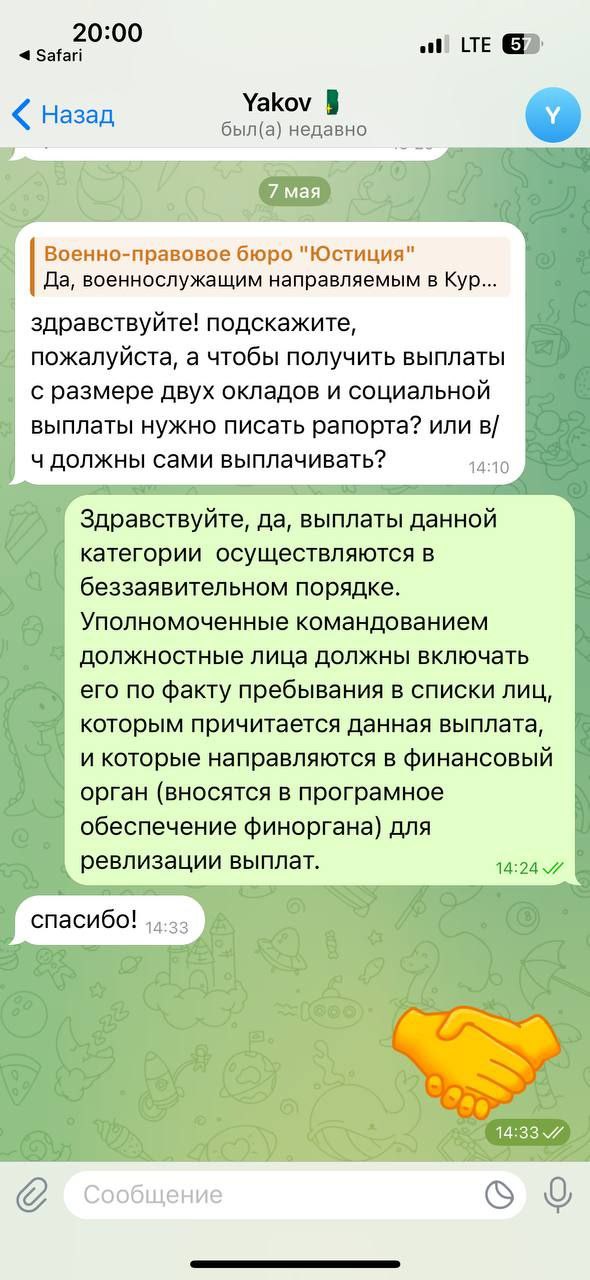 20:00
Safari
LTE
57
Назад
Yakov
Y
был(а) недавно
7 мая
Военно-правовое бюро "Юстиция"
Да, военнослужащим направляемым в Кур...
здравствуйте! подскажите,
пожалуйста, а чтобы получить выплаты
с размере двух окладов и социальной
выплаты нужно писать рапорта? или в/
ч должны сами выплачивать?
14:10
Здравствуйте, да, выплаты данной
категории осуществляются в
беззаявительном порядке.
Уполномоченные командованием
должностные лица должны включать
его по факту пребывания в списки лиц,
которым причитается данная выплата,
и которые направляются в финансовый
орган (вносятся в програмное
обеспечение финоргана) для
ревлизации выплат.
14:24
спасибо!
14:33
14:33
Сообщение